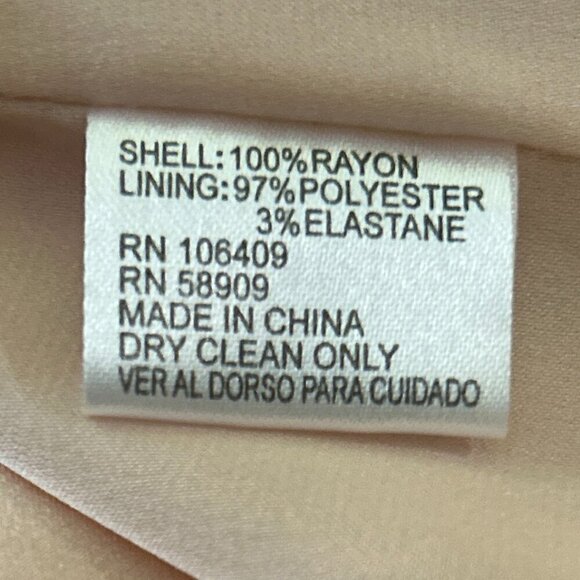 SHELL:100%RAYON
LINING:97%POLYESTER
3%ELASTANE
RN 106409
RN 58909
MADE IN CHINA
DRY CLEAN ONLY
VER AL DORSO PARA CUIDADO